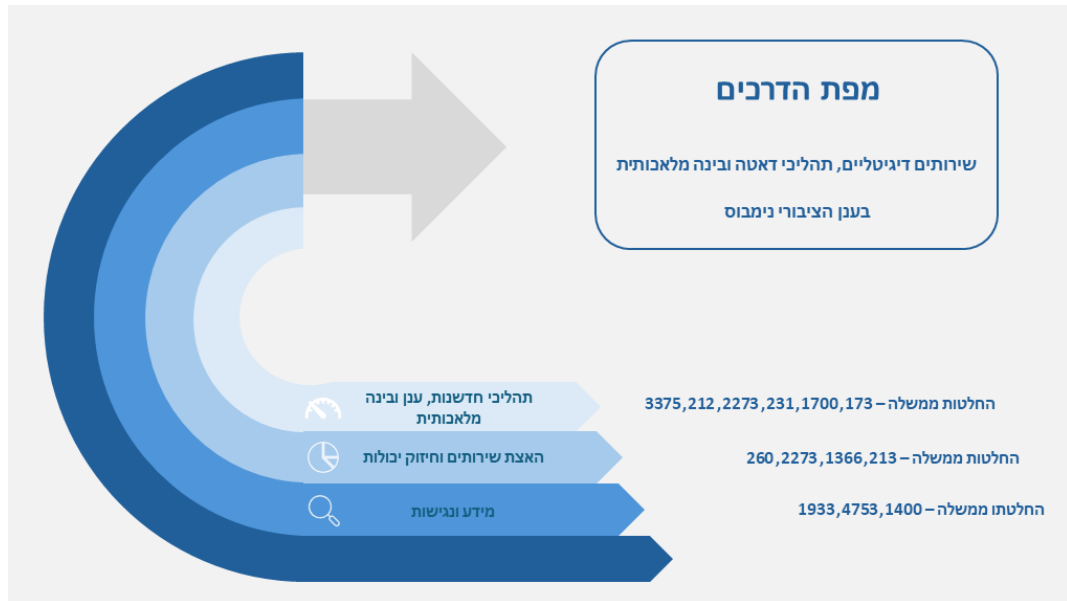 מפת הדרכים
שירותים דיגיטליים, תהליכי דאטה ובינה מלאכותית
בענן הציבורי נימבוס
תהליכי חדשנות, ענן ובינה
מלאכותית
החלטות ממשלה – 3375,212,2273,231,1700,173
האצת שירותים וחיזוק יכולות
החלטות ממשלה – 260,2273,1366,213
מידע ונגישות
החלטתו ממשלה – 1933,4753,1400